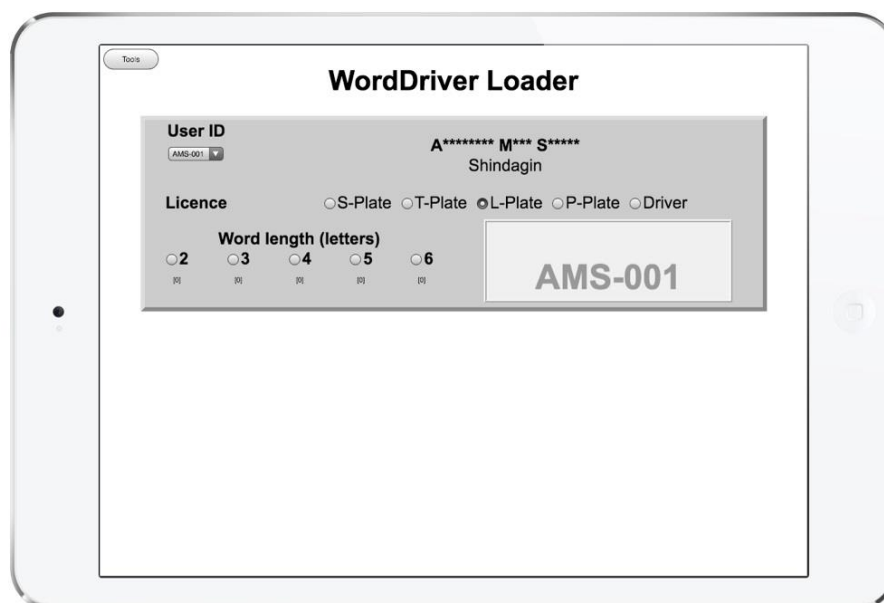 Tools
WordDriver Loader
User ID
AMS-001
A******** M*** S*****
Shindagin
Licence
S-Plate T-Plate L-Plate P-Plate Driver
Word length (letters)
2 3 4 5 6
[0] [0] [0] [0] [0]
AMS-001